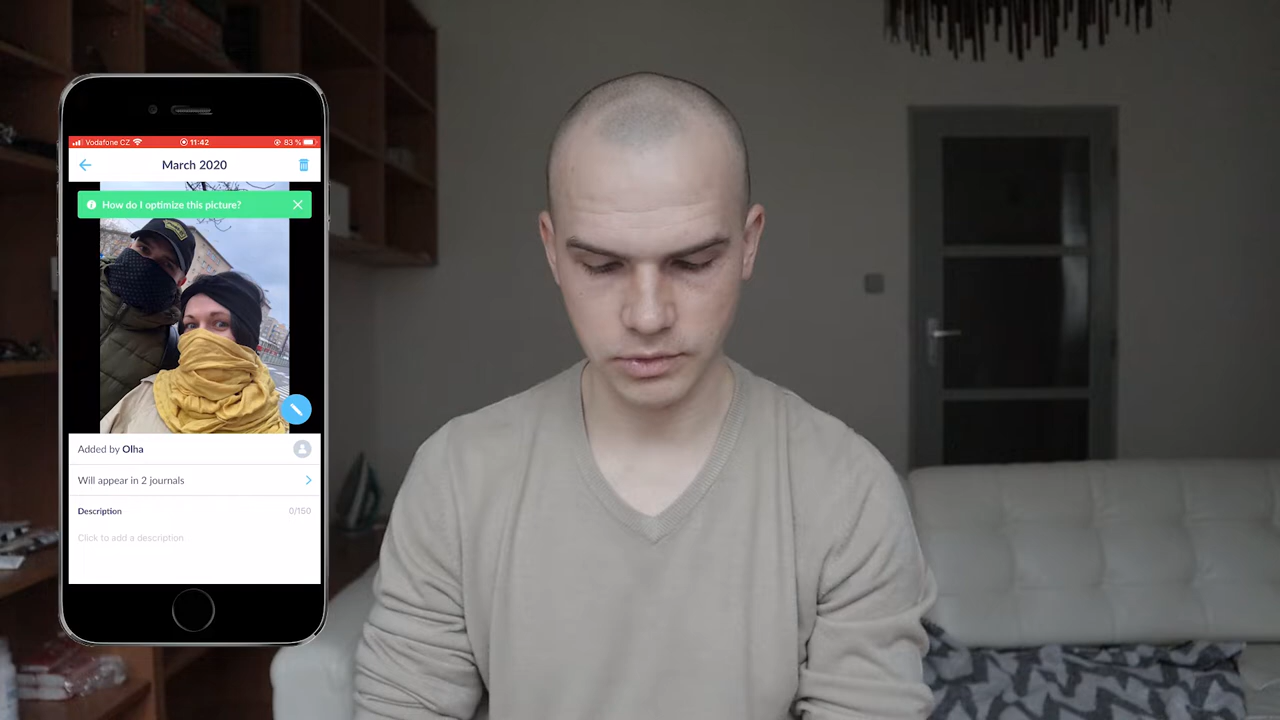 Vodafone CZ 11:42 83 %
March 2020
How do I optimize this picture?
Added by Olha
Will appear in 2 journals
Description 0/150
Click to add a description